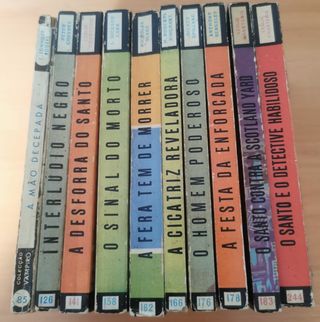 A MÃO DECEPADA
COLECÇÃO
VAMPIRO
85
INTERLÚDIO NEGRO
126
A DESFORRA DO SANTO
141
O SINAL DO MORTO
158
A FERA TEM DE MORRER
162
A CICATRIZ REVELADORA
166
O HOMEM PODEROSO
176
A FESTA DA ENFORCADA
178
O SANTO CONTRA A SCOTLAND YARD
183
O SANTO E O DETECTIVE HABILIDOSO
244